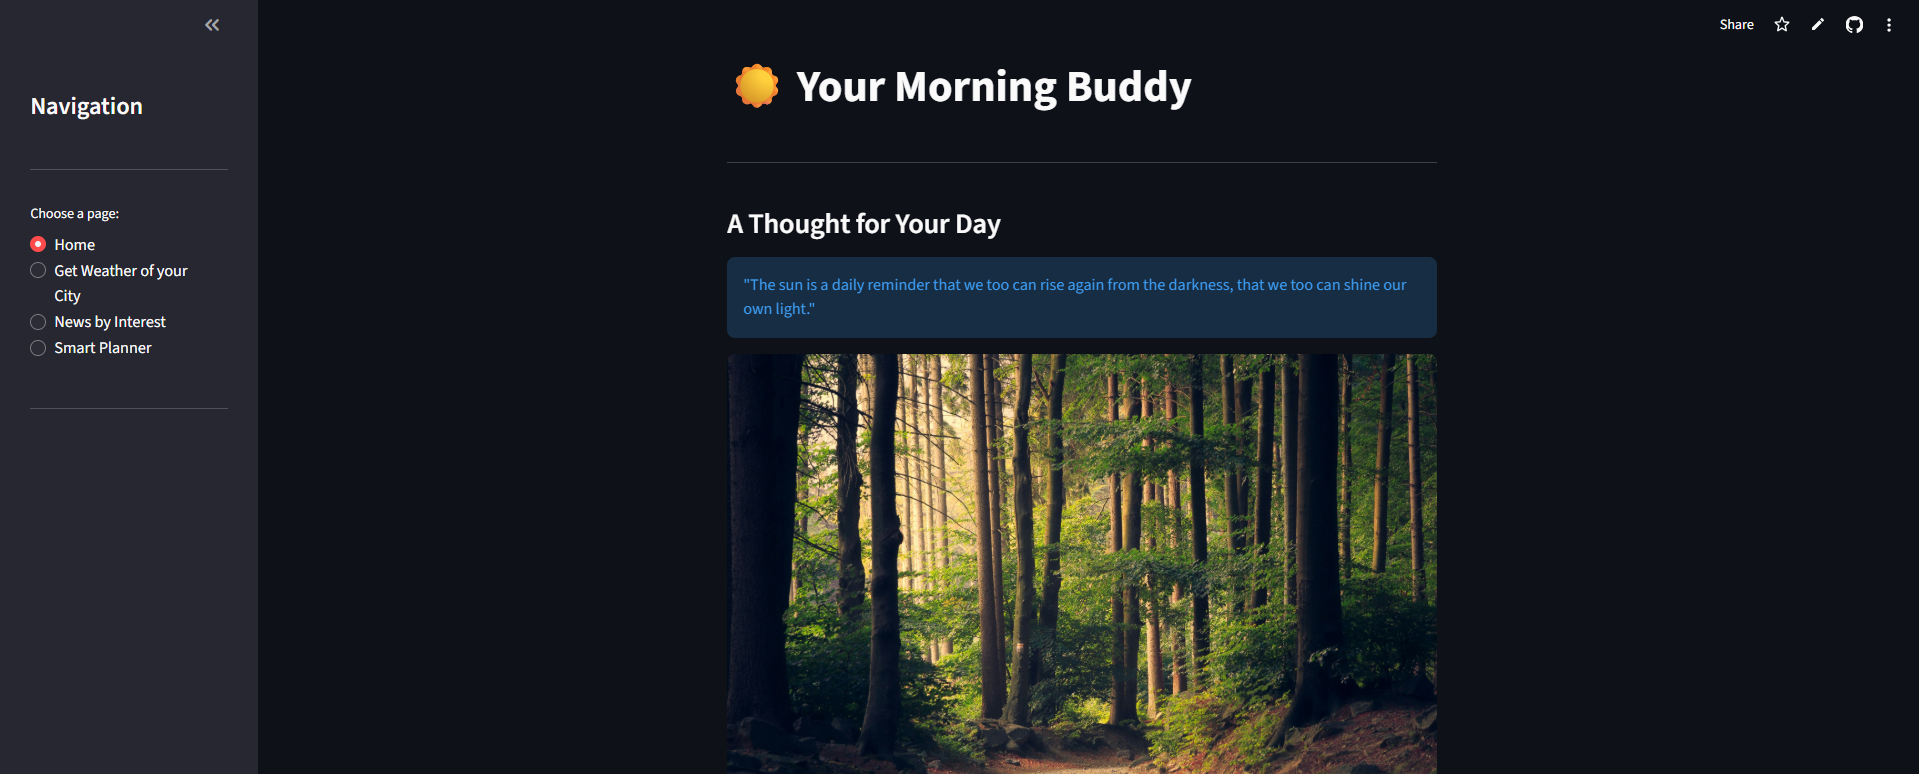 Share
Navigation
Choose a page:
Home
Get Weather of your
City
News by Interest
Smart Planner
Your Morning Buddy
A Thought for Your Day
"The sun is a daily reminder that we too can rise again from the darkness, that we too can shine our
own light."